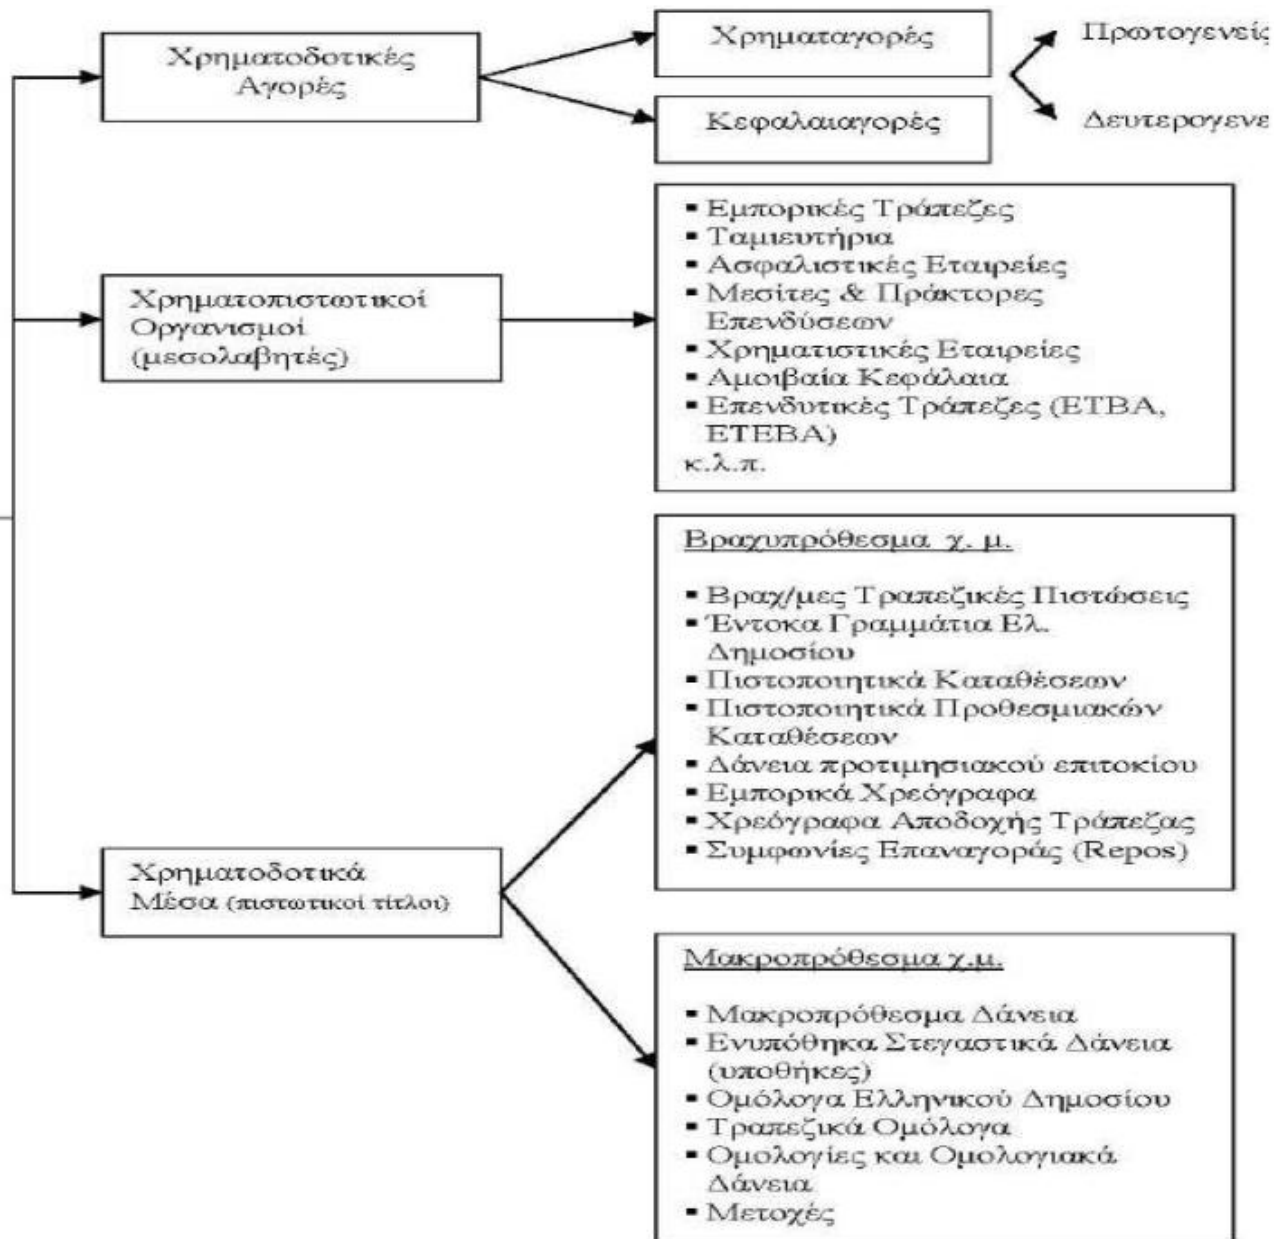 Χρηματοδοτικές
Αγορές
Χρηματαγορές
Κεφαλαιαγορές
Πρωτογενείς
Δευτερογενε
Χρηματοπιστωτικοί
Οργανισμοί
(μεσολαβητές)
▪ Εμπορικές Τράπεζες
▪ Ταμιευτήρια
▪ Ασφαλιστικές Εταιρείες
▪ Μεσίτες & Πράκτορες
Επενδύσεων
▪ Χρηματιστικές Εταιρείες
▪ Αμοιβαία Κεφάλαια
▪ Επενδυτικές Τράπεζες (ΕΤΒΑ,
ΕΤΕΒΑ)
κ.λ.π.
Χρηματοδοτικά
Μέσα (πιστωτικοί τίτλοι)
Βραχυπρόθεσμα χ. μ.
▪ Βραχ/μες Τραπεζικές Πιστώσεις
▪ Έντοκα Γραμμάτια Ελ.
Δημοσίου
▪ Πιστοποιητικά Καταθέσεων
▪ Πιστοποιητικά Προθεσμιακών
Καταθέσεων
▪ Δάνεια προτιμησιακού επιτοκίου
▪ Εμπορικά Χρεόγραφα
▪ Χρεόγραφα Αποδοχής Τράπεζας
▪ Συμφωνίες Επαναγοράς (Repos)
Μακροπρόθεσμα χ.μ.
▪ Μακροπρόθεσμα Δάνεια
▪ Ενυπόθηκα Στεγαστικά Δάνεια
(υποθήκες)
▪ Ομόλογα Ελληνικού Δημοσίου
▪ Τραπεζικά Ομόλογα
▪ Ομολογίες και Ομολογιακά
Δάνεια
▪ Μετοχές